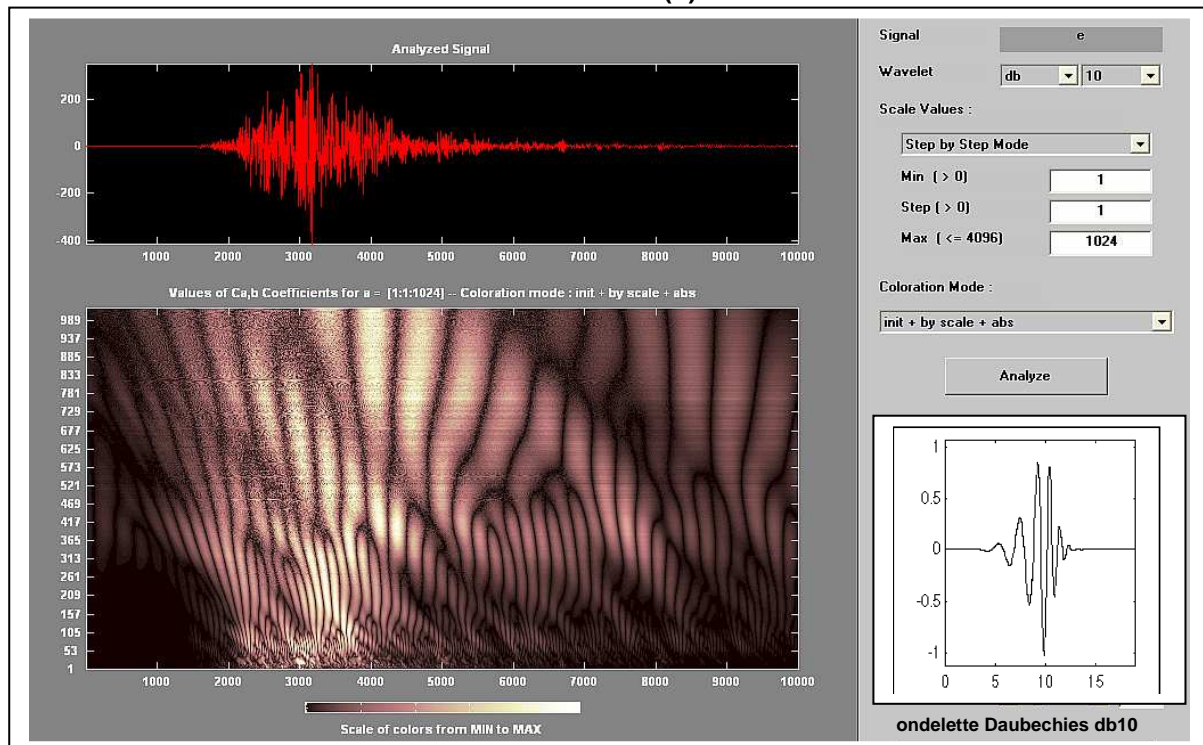 Analyzed Signal
200
0
-200
-400
1000 2000 3000 4000 5000 6000 7000 8000 9000 10000
Values of Ca,b Coefficients for a = [1:1:1024] -- Coloration mode : init + by scale + abs
989
937
885
833
781
729
677
625
573
521
469
417
365
313
261
209
157
105
53
1
1000 2000 3000 4000 5000 6000 7000 8000 9000 10000
Scale of colors from MIN to MAX
Signal e
Wavelet db 10
Scale Values :
Step by Step Mode
Min ( > 0) 1
Step ( > 0) 1
Max ( <= 4096) 1024
Coloration Mode :
init + by scale + abs
Analyze
1
0.5
0
-0.5
-1
0 5 10 15
ondelette Daubechies db10